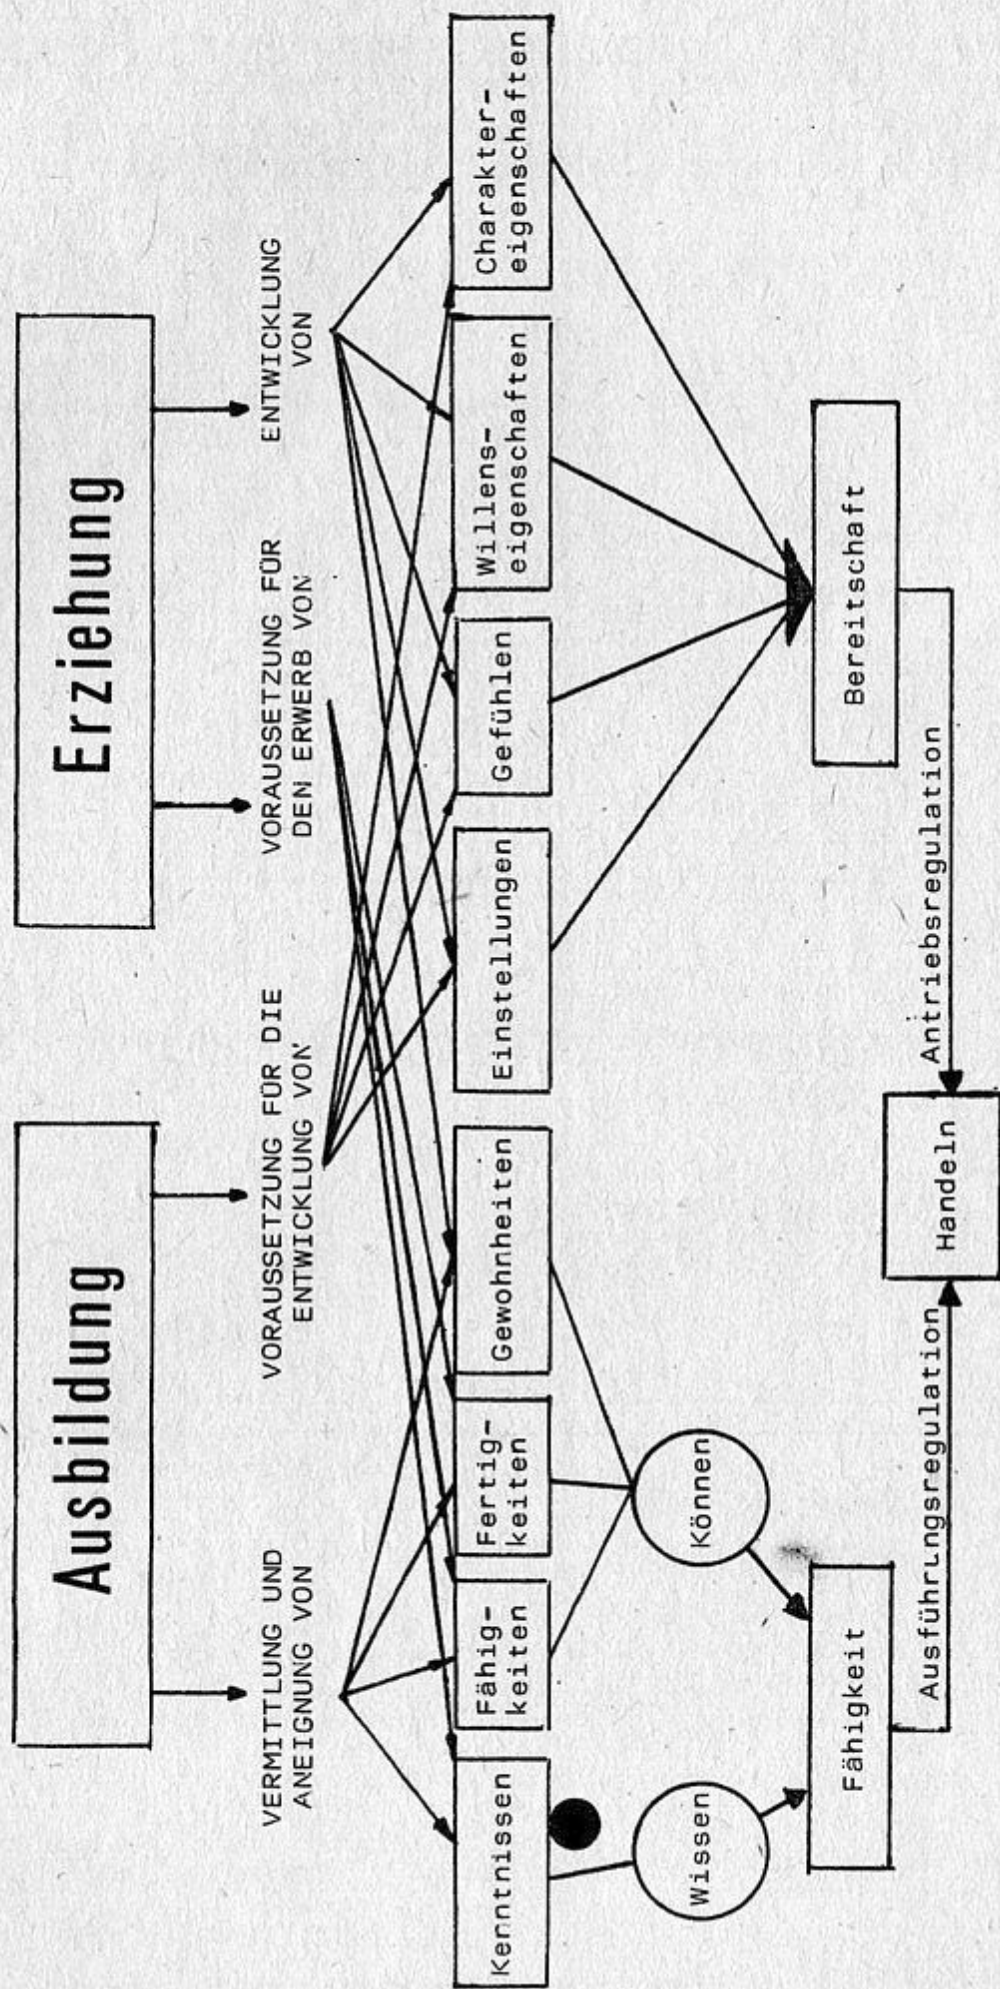 Ausbildung
Erziehung
VERMITTLUNG UND
ANEIGNUNG VON
VORAUSSETZUNG FÜR DIE
ENTWICKLUNG VON
VORAUSSETZUNG FÜR
DEN ERWERB VON
ENTWICKLUNG
VON
Kenntnissen
Fähig-
keiten
Fertig-
keiten
Gewohnheiten
Einstellungen
Gefühlen
Willens-
eigenschaften
Charakter-
eigenschaften
Wissen
Können
Fähigkeit
Bereitschaft
Ausführungsregulation
Handeln
Antriebsregulation